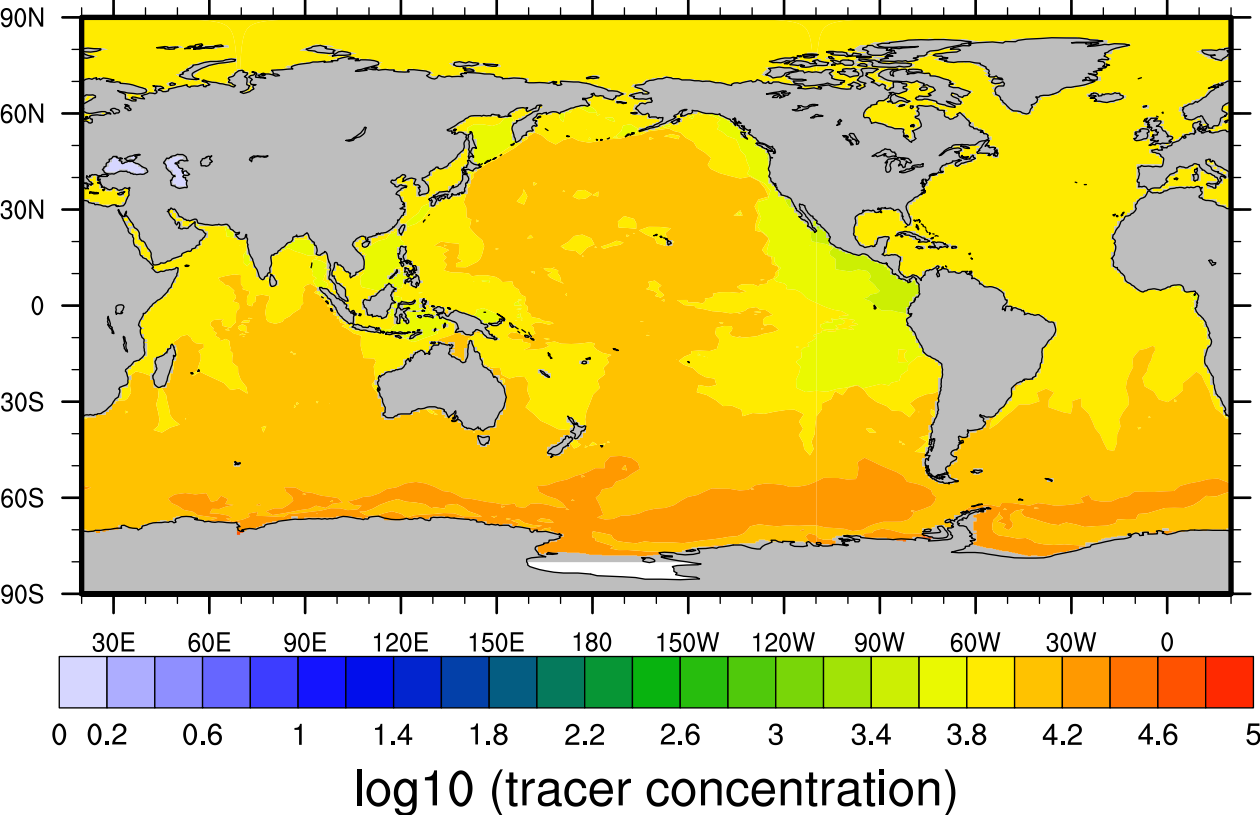 90N
60N
30N
0
30S
60S
90S
30E 60E 90E 120E 150E 180 150W 120W 90W 60W 30W 0
0 0.2 0.6 1 1.4 1.8 2.2 2.6 3 3.4 3.8 4.2 4.6 5
log10 (tracer concentration)